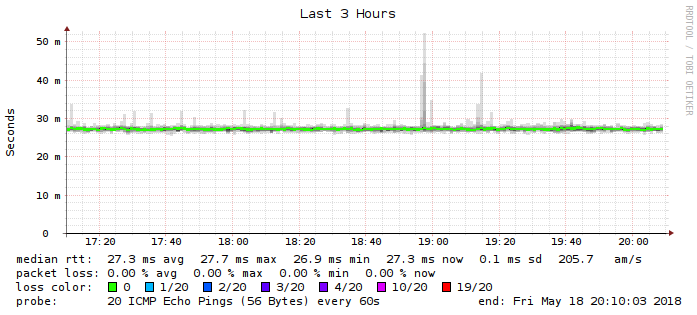 Last 3 Hours
RRDTOOL / TOBI OETIKER
Seconds
50 m
40 m
30 m
20 m
10 m
0
17:20 17:40 18:00 18:20 18:40 19:00 19:20 19:40 20:00
median rtt: 27.3 ms avg 27.7 ms max 26.9 ms min 27.3 ms now 0.1 ms sd 205.7 am/s
packet loss: 0.00 % avg 0.00 % max 0.00 % min 0.00 % now
loss color: 0 1/20 2/20 3/20 4/20 10/20 19/20
probe: 20 ICMP Echo Pings (56 Bytes) every 60s end: Fri May 18 20:10:03 2018